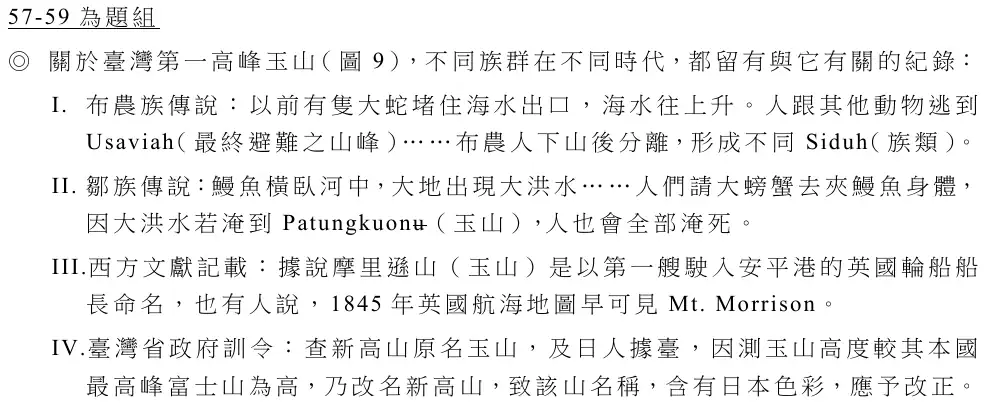 57-59 為題組
◎ 關於臺灣第一高峰玉山(圖 9),不同族群在不同時代,都留有與它有關的紀錄:
I. 布農族傳說:以前有隻大蛇堵住海水出口,海水往上升。人跟其他動物逃到
Usaviah(最終避難之山峰)……布農人下山後分離,形成不同 Siduh(族類)。
II. 鄒族傳說:鰻魚橫臥河中,大地出現大洪水……人們請大螃蟹去夾鰻魚身體,
因大洪水若淹到 Patungkuonʉ(玉山),人也會全部淹死。
III.西方文獻記載:據說摩里遜山(玉山)是以第一艘駛入安平港的英國輪船船
長命名,也有人說,1845 年英國航海地圖早可見 Mt. Morrison。
IV.臺灣省政府訓令:查新高山原名玉山,及日人據臺,因測玉山高度較其本國
最高峰富士山為高,乃改名新高山,致該山名稱,含有日本色彩,應予改正。